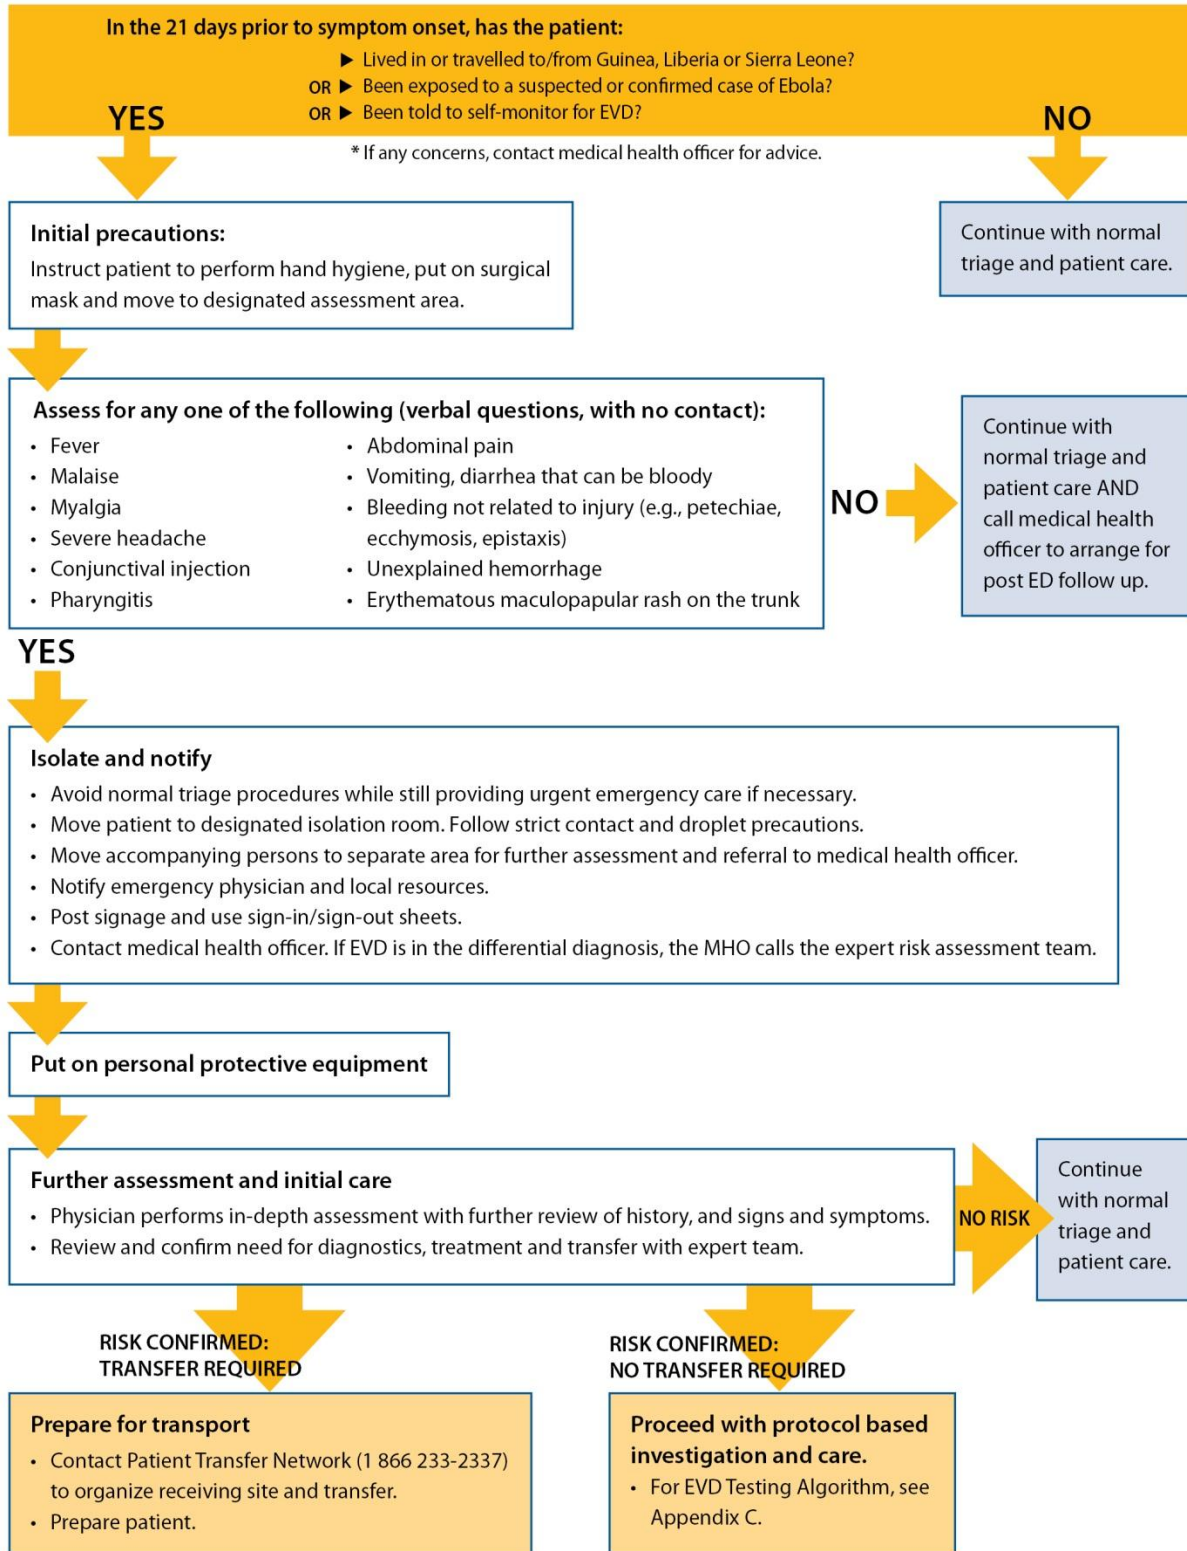 In the 21 days prior to symptom onset, has the patient:
▶ Lived in or travelled to/from Guinea, Liberia or Sierra Leone?
OR ▶ Been exposed to a suspected or confirmed case of Ebola?
OR ▶ Been told to self-monitor for EVD?
YES
NO
* If any concerns, contact medical health officer for advice.
Initial precautions:
Instruct patient to perform hand hygiene, put on surgical
mask and move to designated assessment area.
Continue with normal
triage and patient care.
Assess for any one of the following (verbal questions, with no contact):
• Fever
• Malaise
• Myalgia
• Severe headache
• Conjunctival injection
• Pharyngitis
• Abdominal pain
• Vomiting, diarrhea that can be bloody
• Bleeding not related to injury (e.g., petechiae,
ecchymosis, epistaxis)
• Unexplained hemorrhage
• Erythematous maculopapular rash on the trunk
NO
Continue with
normal triage and
patient care AND
call medical health
officer to arrange for
post ED follow up.
YES
Isolate and notify
• Avoid normal triage procedures while still providing urgent emergency care if necessary.
• Move patient to designated isolation room. Follow strict contact and droplet precautions.
• Move accompanying persons to separate area for further assessment and referral to medical health officer.
• Notify emergency physician and local resources.
• Post signage and use sign-in/sign-out sheets.
• Contact medical health officer. If EVD is in the differential diagnosis, the MHO calls the expert risk assessment team.
Put on personal protective equipment
Further assessment and initial care
• Physician performs in-depth assessment with further review of history, and signs and symptoms.
• Review and confirm need for diagnostics, treatment and transfer with expert team.
NO RISK
Continue
with normal
triage and
patient care.
RISK CONFIRMED:
TRANSFER REQUIRED
RISK CONFIRMED:
NO TRANSFER REQUIRED
Prepare for transport
• Contact Patient Transfer Network (1 866 233-2337)
to organize receiving site and transfer.
• Prepare patient.
Proceed with protocol based
investigation and care.
• For EVD Testing Algorithm, see
Appendix C.